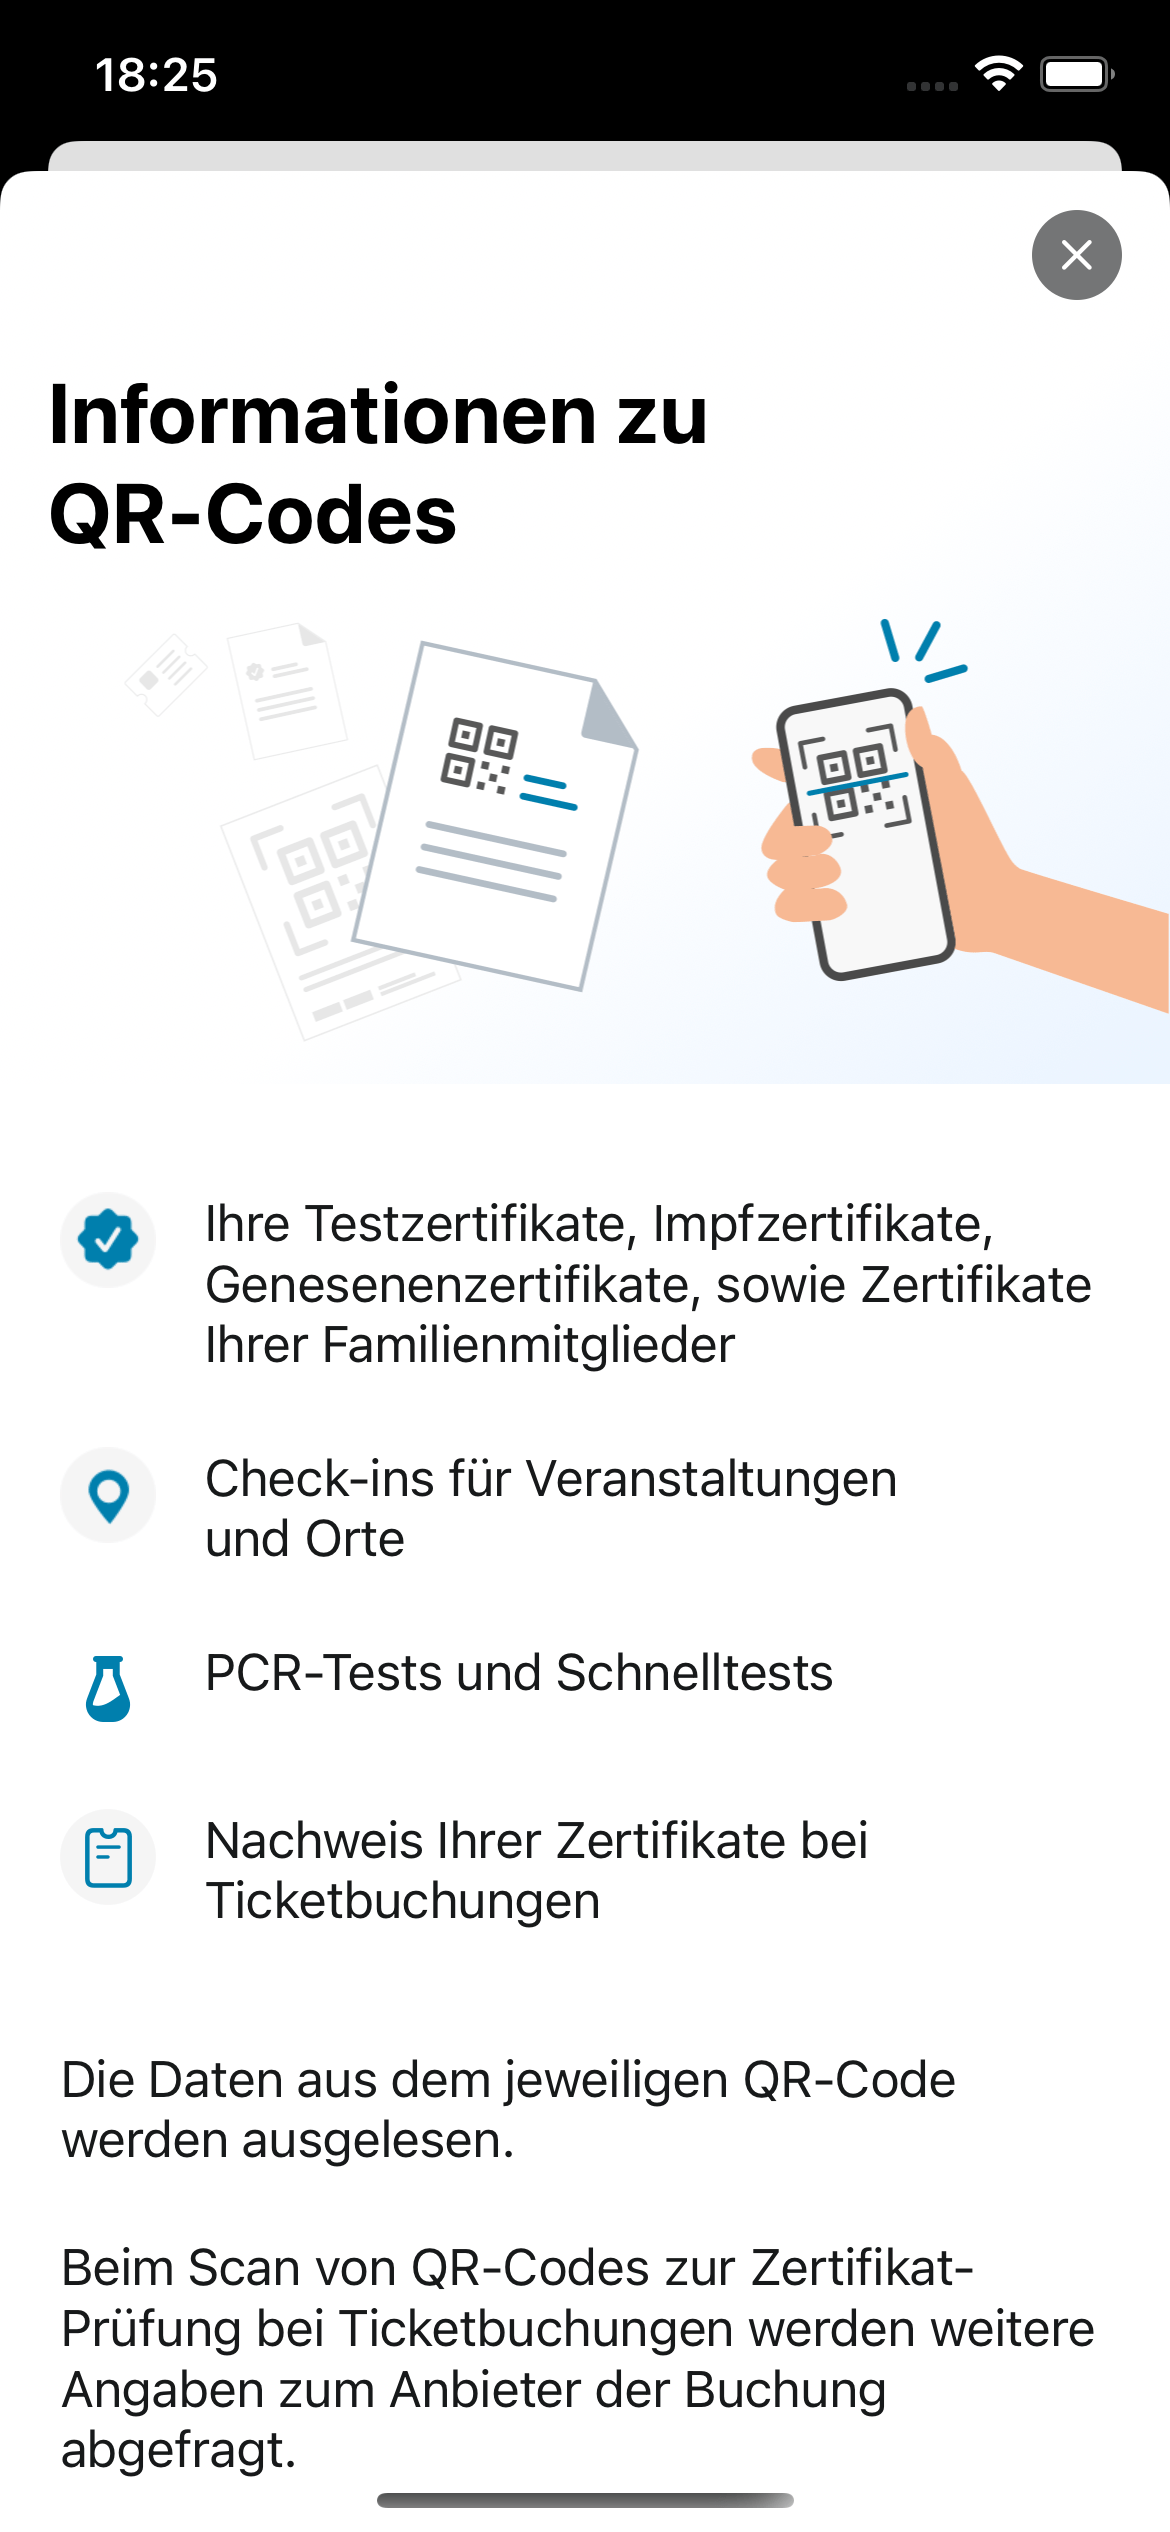 18:25
Informationen zu
QR-Codes
Ihre Testzertifikate, Impfzertifikate,
Genesenenzertifikate, sowie Zertifikate
Ihrer Familienmitglieder
Check-ins für Veranstaltungen
und Orte
PCR-Tests und Schnelltests
Nachweis Ihrer Zertifikate bei
Ticketbuchungen
Die Daten aus dem jeweiligen QR-Code
werden ausgelesen.
Beim Scan von QR-Codes zur Zertifikat-
Prüfung bei Ticketbuchungen werden weitere
Angaben zum Anbieter der Buchung
abgefragt.